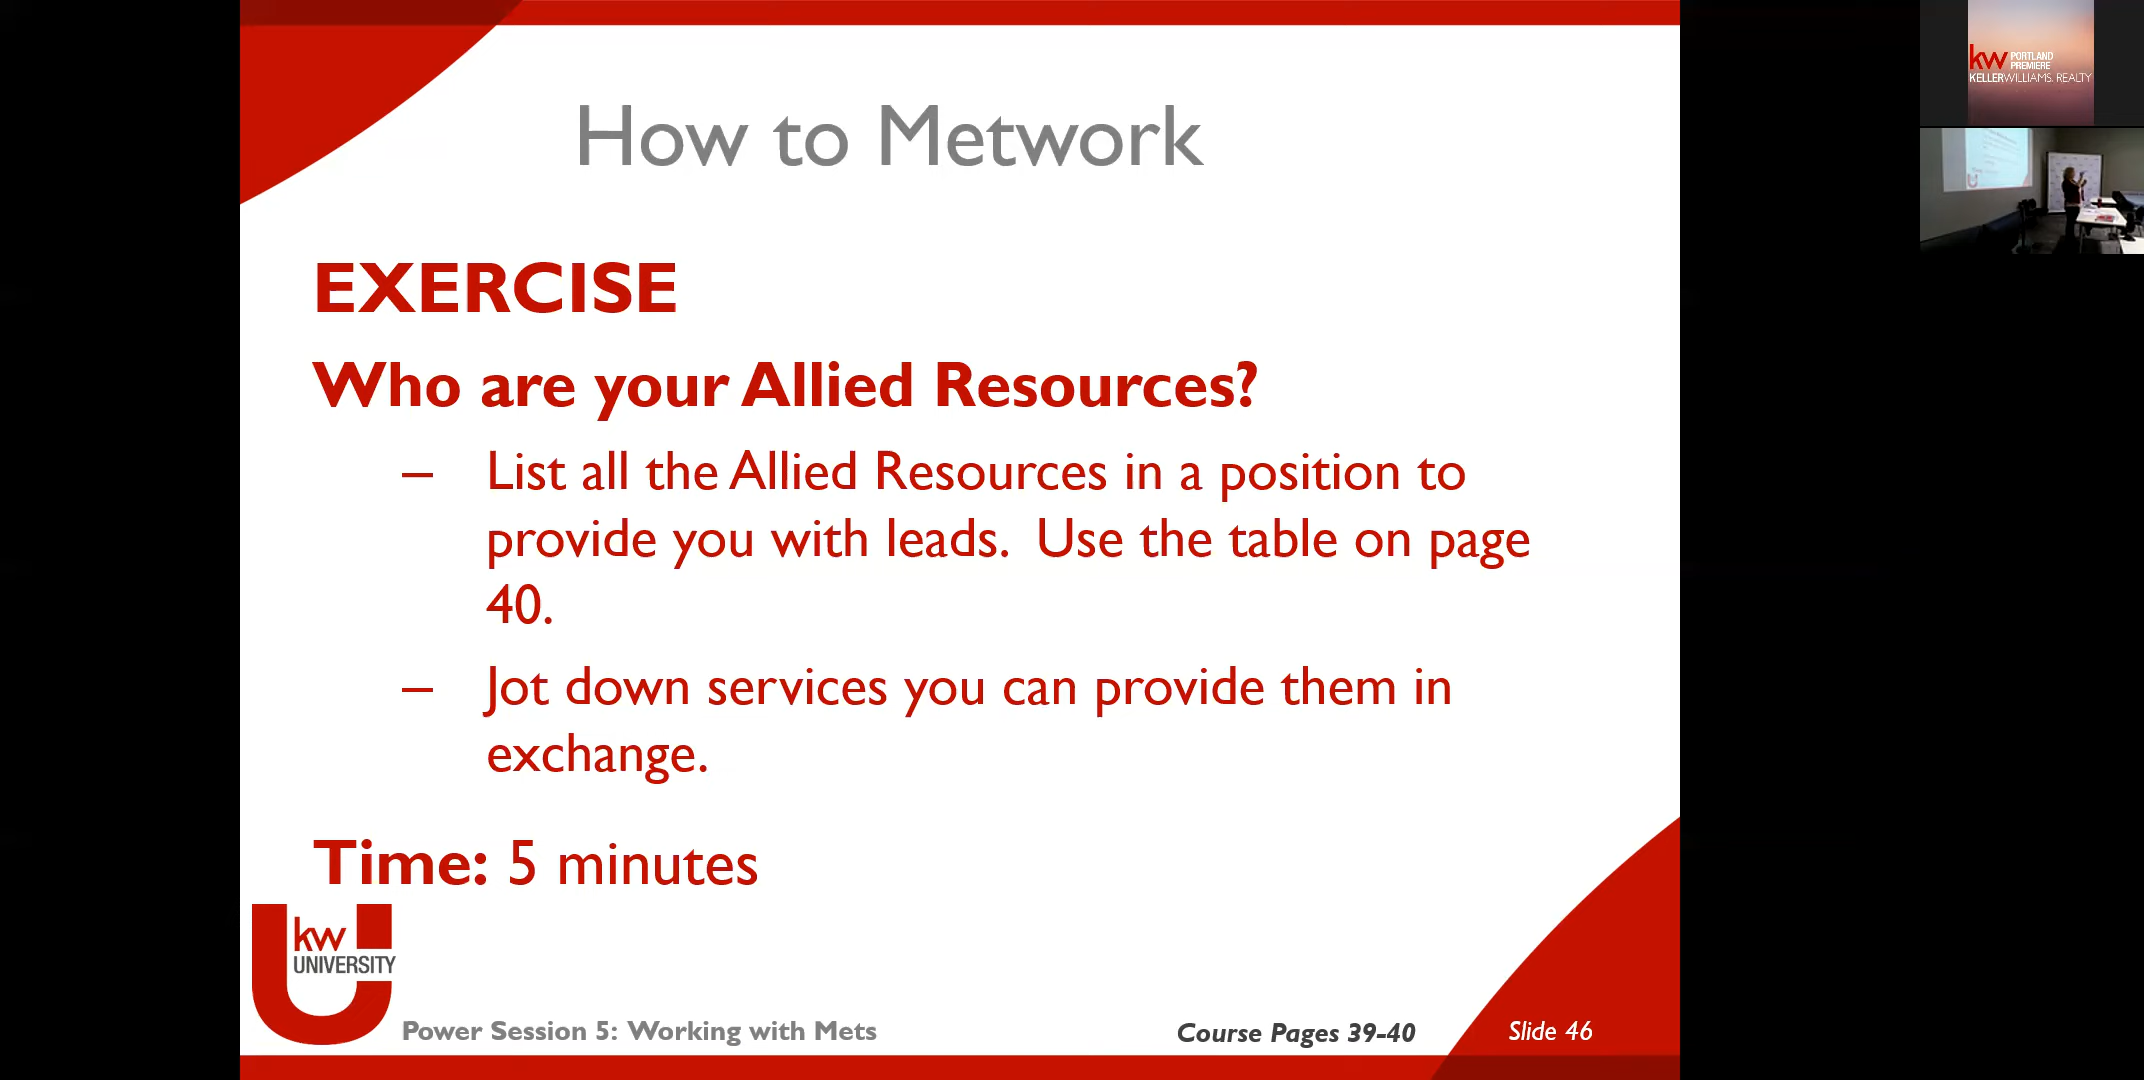 How to Metwork
EXERCISE
Who are your Allied Resources?
– List all the Allied Resources in a position to
provide you with leads.  Use the table on page
40.
– Jot down services you can provide them in
exchange.
Time: 5 minutes
kw
UNIVERSITY
Power Session 5: Working with Mets
Course Pages 39-40
Slide 46
kw PORTLAND
PREMIERE
KELLERWILLIAMS. REALTY